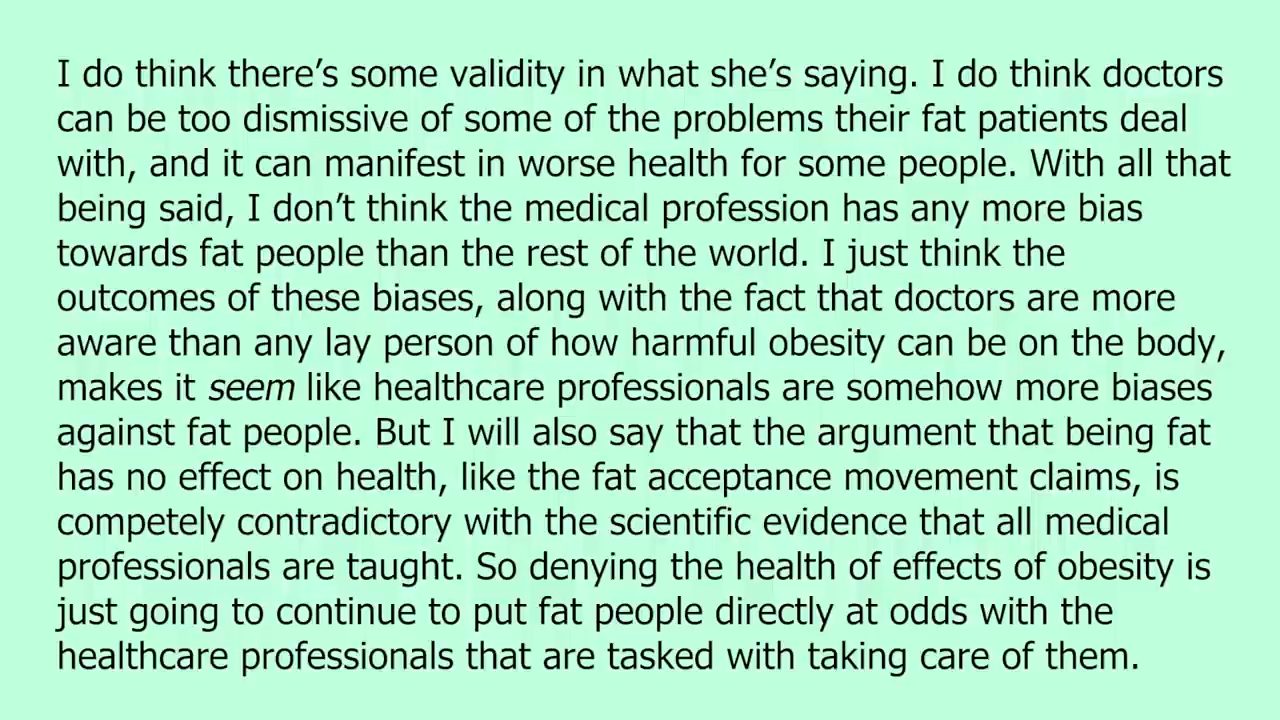 I do think there’s some validity in what she’s saying. I do think doctors
can be too dismissive of some of the problems their fat patients deal
with, and it can manifest in worse health for some people. With all that
being said, I don’t think the medical profession has any more bias
towards fat people than the rest of the world. I just think the
outcomes of these biases, along with the fact that doctors are more
aware than any lay person of how harmful obesity can be on the body,
makes it seem like healthcare professionals are somehow more biases
against fat people. But I will also say that the argument that being fat
has no effect on health, like the fat acceptance movement claims, is
competely contradictory with the scientific evidence that all medical
professionals are taught. So denying the health of effects of obesity is
just going to continue to put fat people directly at odds with the
healthcare professionals that are tasked with taking care of them.